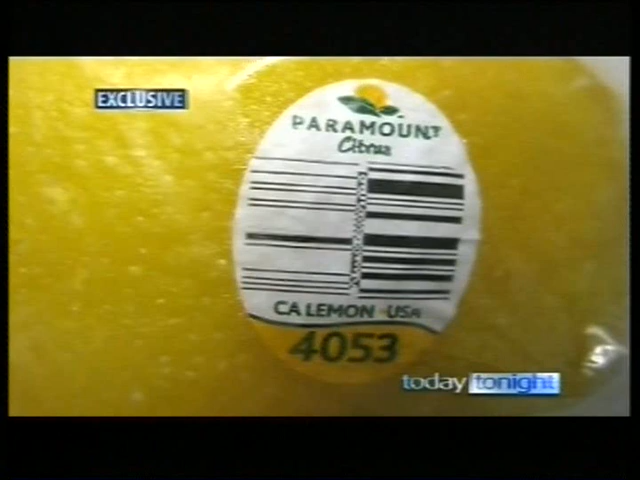 EXCLUSIVE
PARAMOUNT
Citrus
CA LEMON USA
4053
today tonight